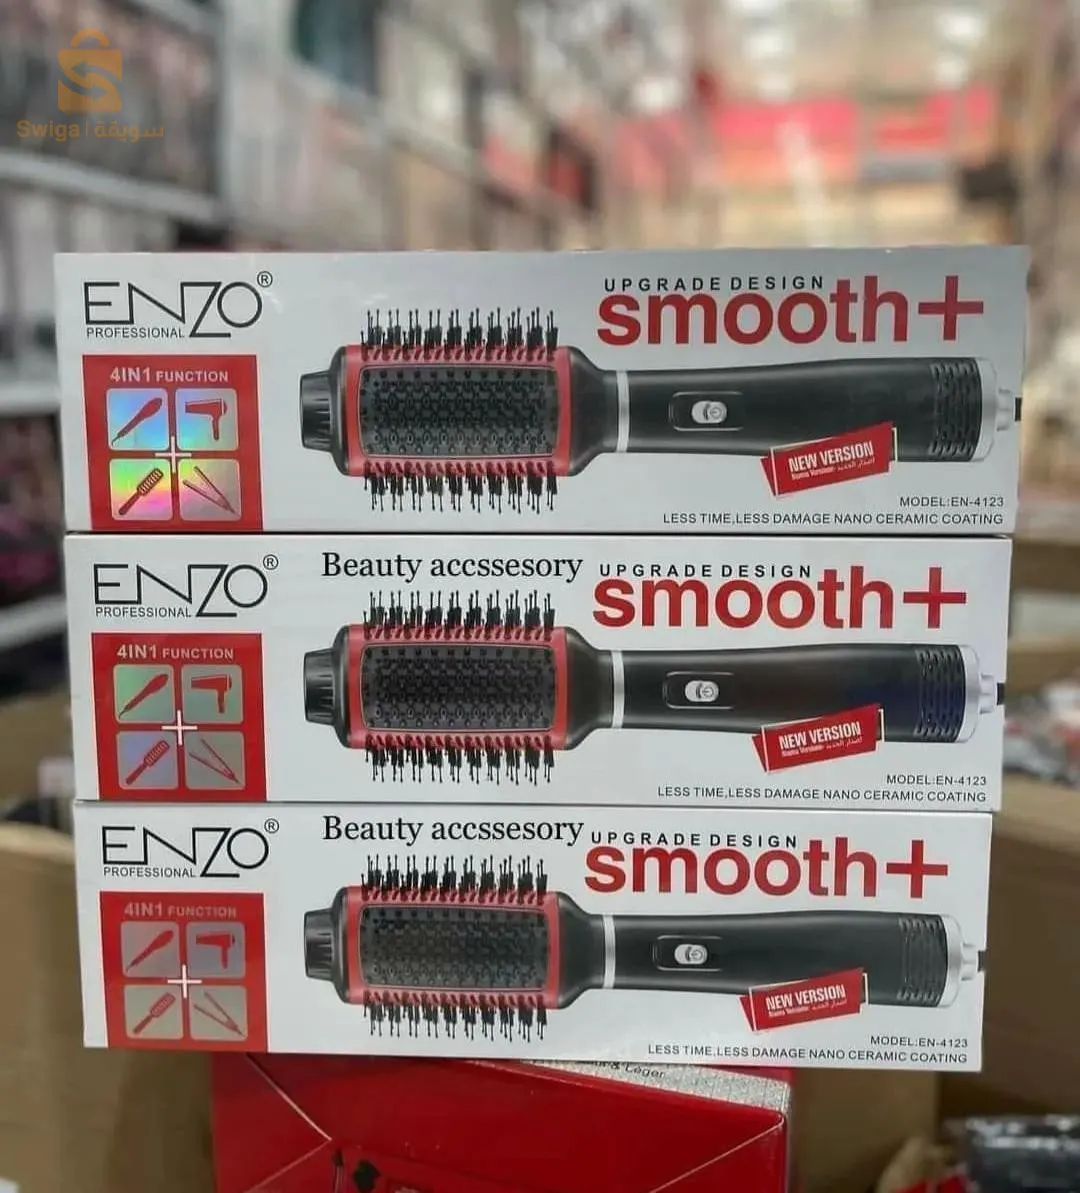 Swiga | سويقة
ENZO®
PROFESSIONAL
4IN1 FUNCTION
UPGRADE DESIGN
smooth+
NEW VERSION
MODEL:EN-4123
LESS TIME,LESS DAMAGE NANO CERAMIC COATING
ENZO®
PROFESSIONAL
4IN1 FUNCTION
Beauty accssesory
UPGRADE DESIGN
smooth+
NEW VERSION
MODEL:EN-4123
LESS TIME,LESS DAMAGE NANO CERAMIC COATING
ENZO®
PROFESSIONAL
4IN1 FUNCTION
Beauty accssesory
UPGRADE DESIGN
smooth+
NEW VERSION
MODEL:EN-4123
LESS TIME,LESS DAMAGE NANO CERAMIC COATING
& Léger